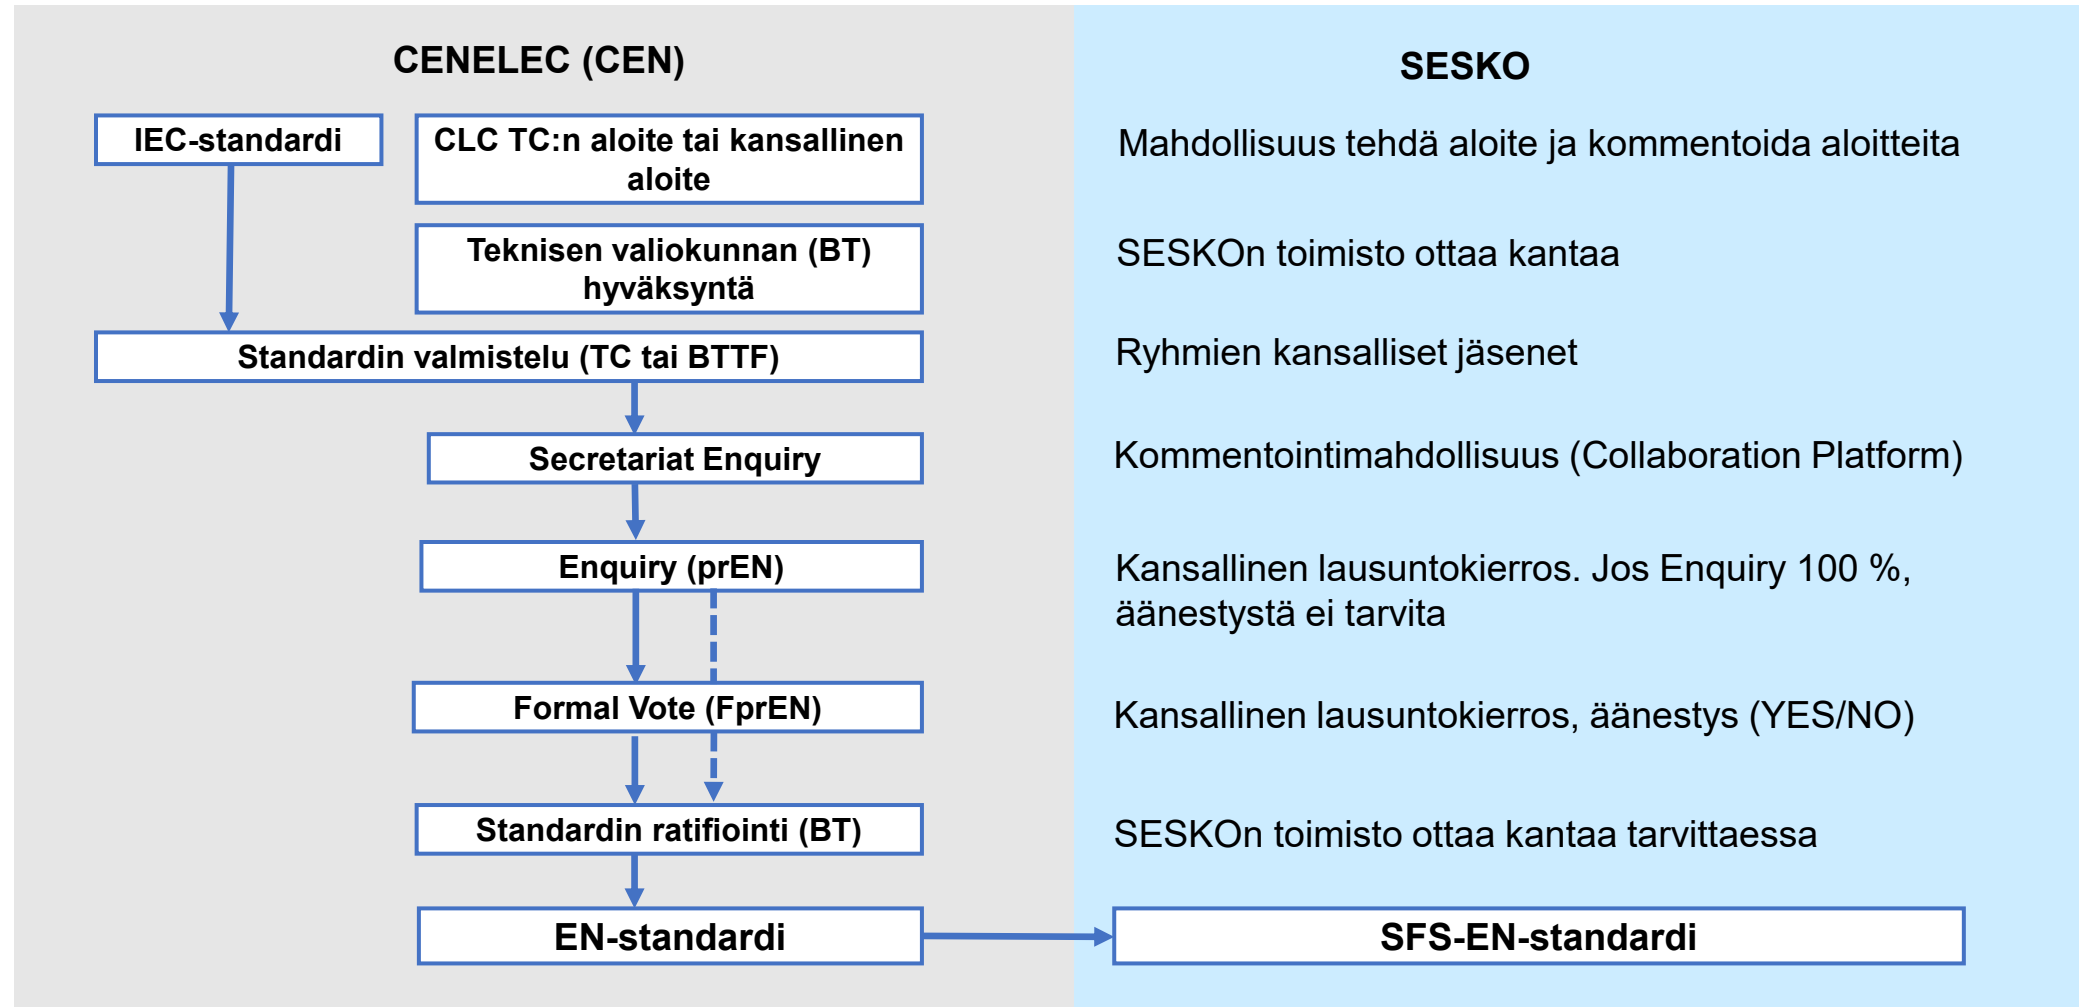 CENELEC (CEN)
SESKO
IEC-standardi
CLC TC:n aloite tai kansallinen
aloite
Mahdollisuus tehdä aloite ja kommentoida aloitteita
Teknisen valiokunnan (BT)
hyväksyntä
SESKOn toimisto ottaa kantaa
Standardin valmistelu (TC tai BTTF)
Ryhmien kansalliset jäsenet
Secretariat Enquiry
Kommentointimahdollisuus (Collaboration Platform)
Enquiry (prEN)
Kansallinen lausuntokierros. Jos Enquiry 100 %,
äänestystä ei tarvita
Formal Vote (FprEN)
Kansallinen lausuntokierros, äänestys (YES/NO)
Standardin ratifiointi (BT)
SESKOn toimisto ottaa kantaa tarvittaessa
EN-standardi
SFS-EN-standardi